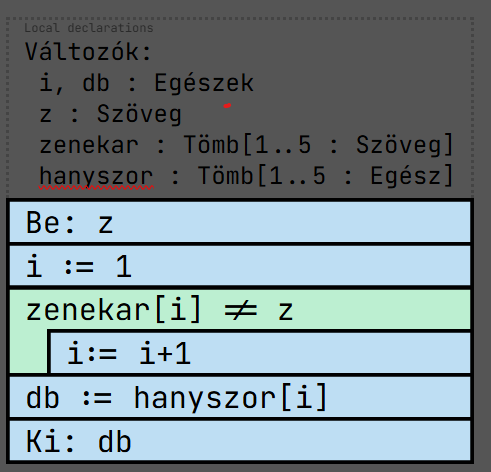 Local declarations
Változók:
i, db : Egészek
z : Szöveg
zenekar : Tömb[1..5 : Szöveg]
hanyszor : Tömb[1..5 : Egész]
Be: z
i := 1
zenekar[i] ≠ z
i:= i+1
db := hanyszor[i]
Ki: db